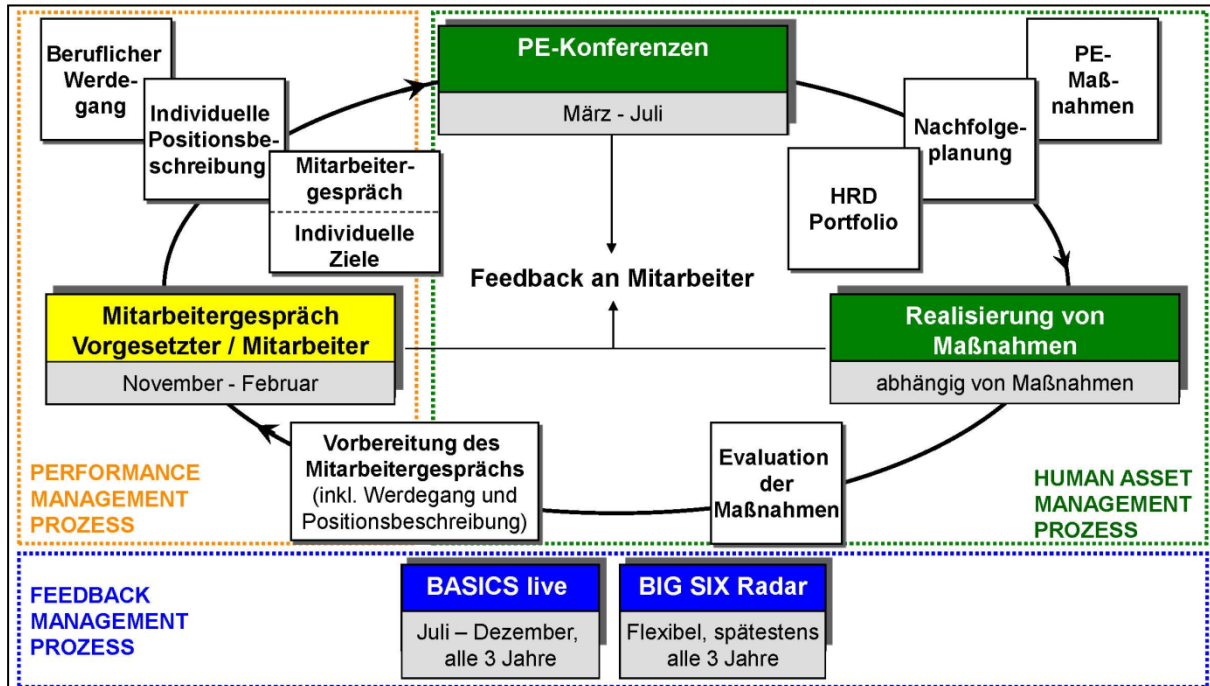 Beruflicher
Werde-
gang
Individuelle
Positionsbe-
schreibung
Mitarbeiter-
gespräch
Individuelle
Ziele
PE-Konferenzen
März - Juli
PE-
Maß-
nahmen
Nachfolge-
planung
HRD
Portfolio
Feedback an Mitarbeiter
Mitarbeitergespräch
Vorgesetzter / Mitarbeiter
November - Februar
Realisierung von
Maßnahmen
abhängig von Maßnahmen
Vorbereitung des
Mitarbeitergesprächs
(inkl. Werdegang und
Positionsbeschreibung)
Evaluation
der
Maßnahmen
PERFORMANCE
MANAGEMENT
PROZESS
HUMAN ASSET
MANAGEMENT
PROZESS
FEEDBACK
MANAGEMENT
PROZESS
BASICS live
Juli – Dezember,
alle 3 Jahre
BIG SIX Radar
Flexibel, spätestens
alle 3 Jahre